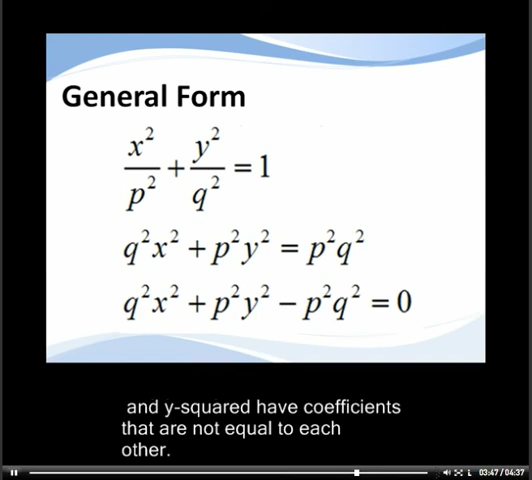 General Form
x²/p² + y²/q² = 1
q²x² + p²y² = p²q²
q²x² + p²y² − p²q² = 0
and y-squared have coefficients
that are not equal to each
other.
03:47 / 04:37